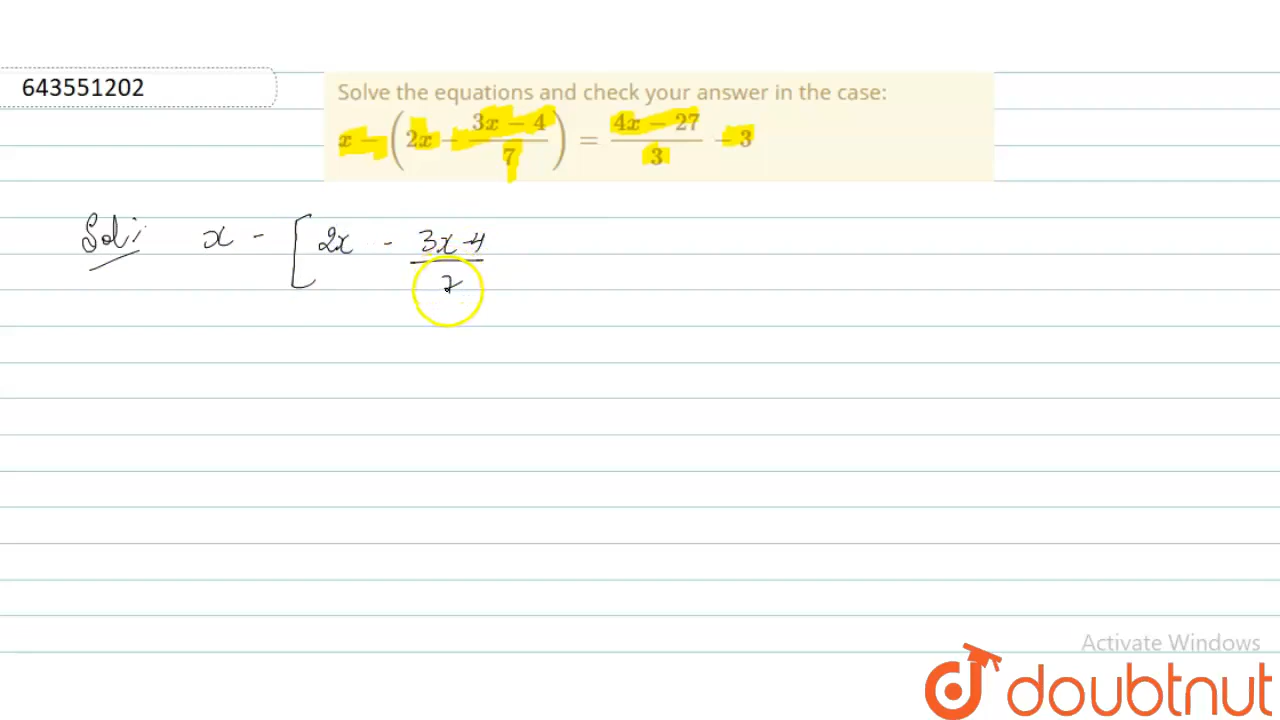 643551202
Solve the equations and check your answer in the case:
x − (2x − (3x − 4)/7) = (4x − 27)/3 − 3
Sol: x - [2x - 3x-4
7
Activate Windows
doubtnut